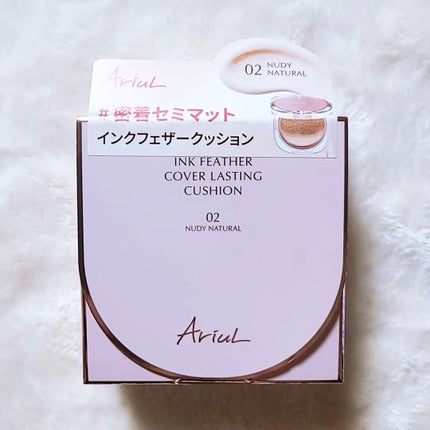 Ariul
02 NUDY
NATURAL
#密着セミマット
インクフェザークッション
INK FEATHER
COVER LASTING
CUSHION
02
NUDY NATURAL
Ariul